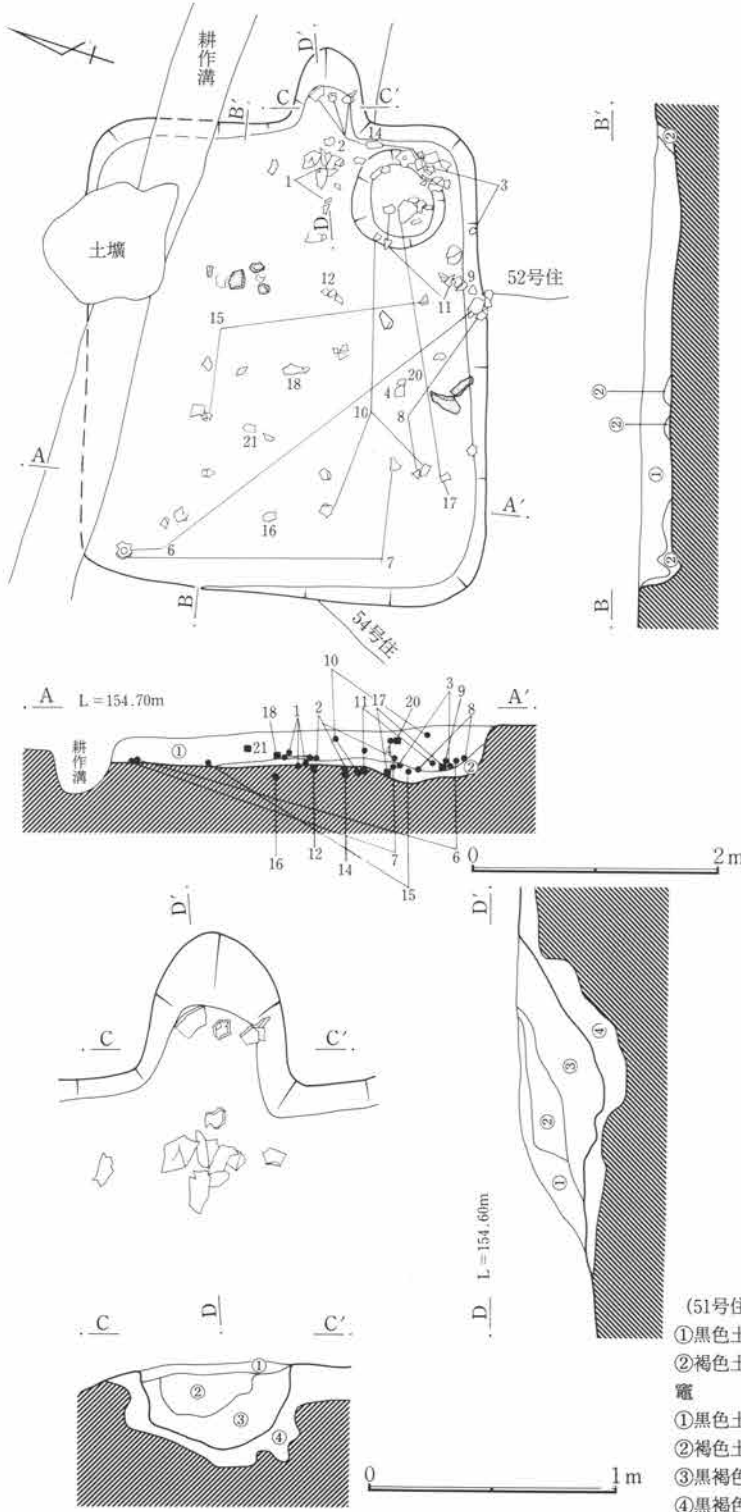 耕作溝
D'
B'
C
C'
14
2
1
3
D
土壙
9
52号住
12
11
15
20
18
4
10
8
21
A
17
16
A'
6
7
B
54号住
B'
②
②
②
①
②
B
A
L=154.70m
10
A'
耕作溝
①
21
18
1
2
11
17
20
3
9
8
②
16
12
14
7
6
15
0
2m
D'
C
C'
D'
④
③
②
①
L=154.60m
D
D
C
C'
①
②
③
④
0
1m
(51号住
①黒色土
②褐色土
竈
①黒色土
②褐色土
③黒褐色
④黒褐色